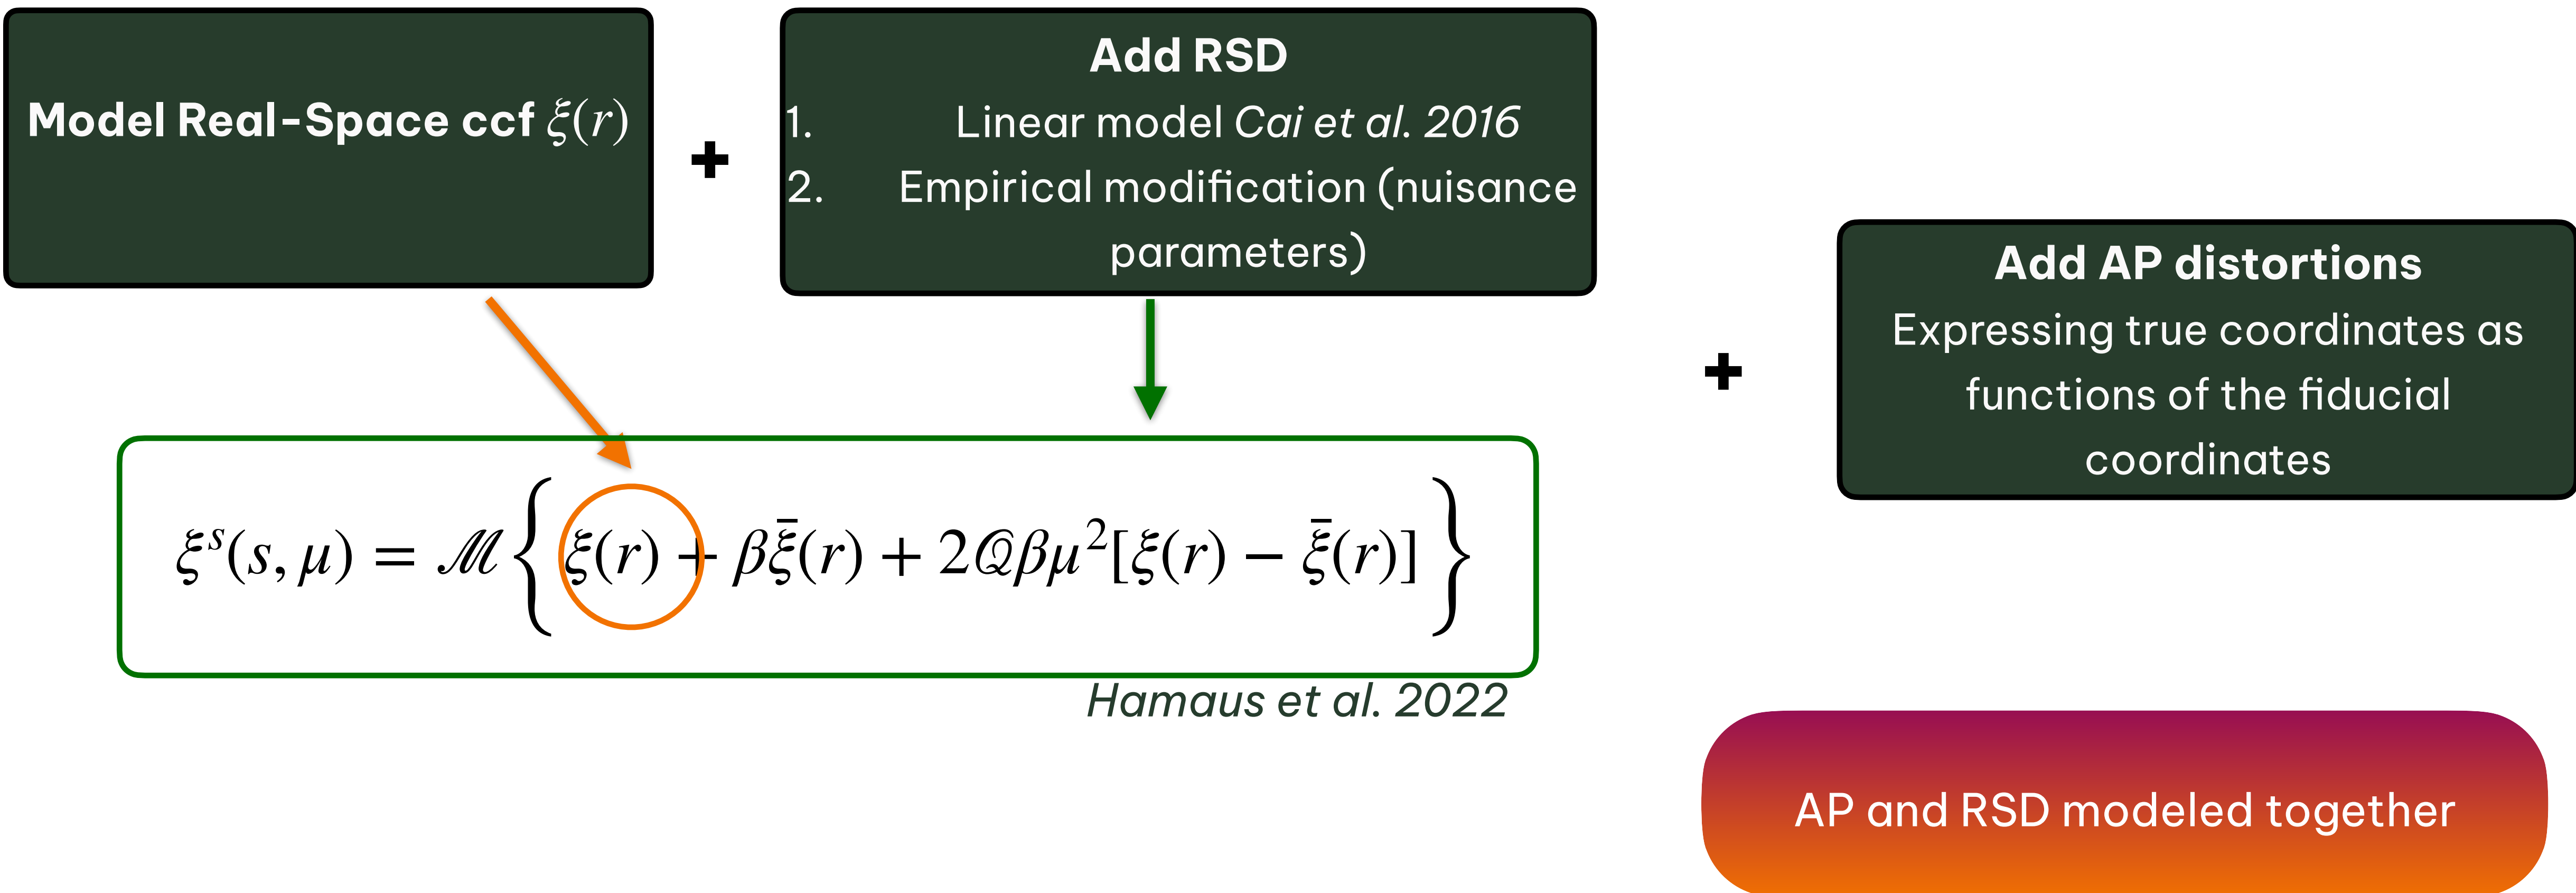 Model Real-Space ccf ξ(r)
+
Add RSD
1. Linear model Cai et al. 2016
2. Empirical modification (nuisance
parameters)
+
Add AP distortions
Expressing true coordinates as
functions of the fiducial
coordinates
ξˢ(s, μ) = ℳ{ξ(r) + βξ̄(r) + 2𝒬βμ²[ξ(r) − ξ̄(r)]}
Hamaus et al. 2022
AP and RSD modeled together